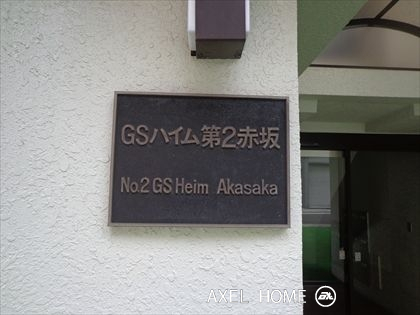 GSハイム第2赤坂
No.2 GS Heim Akasaka
AXEL HOME